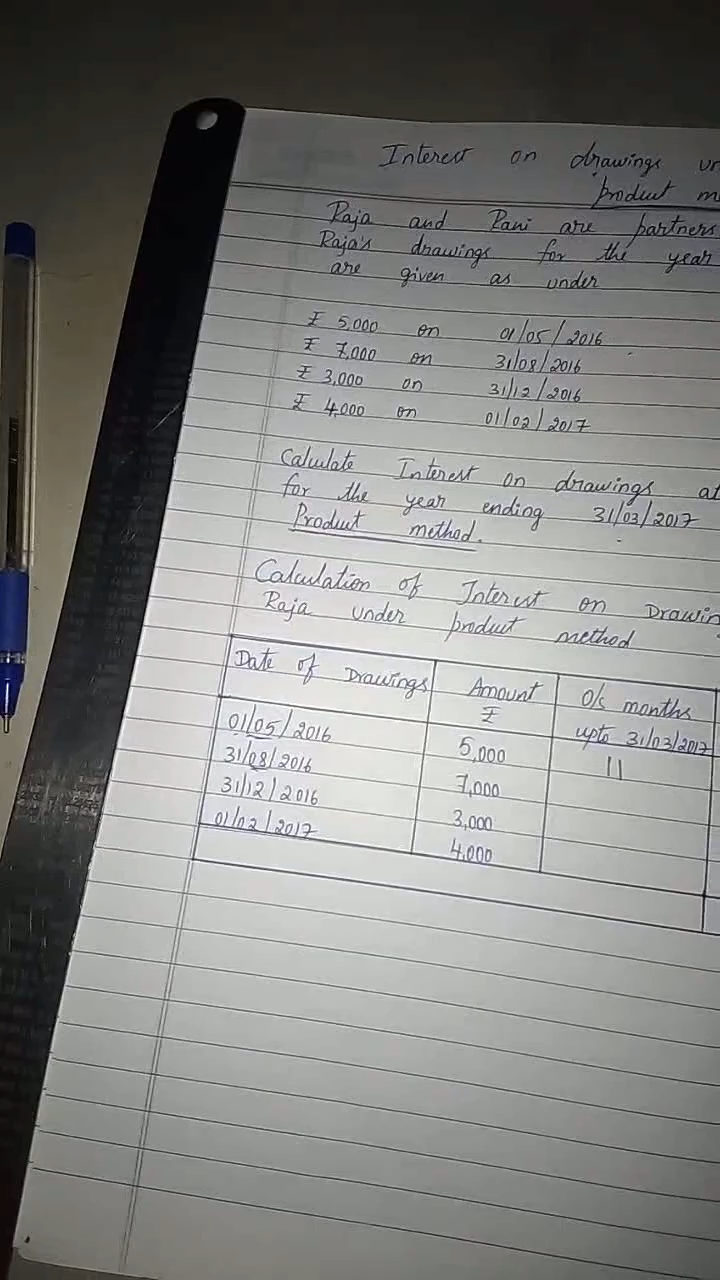 Interest on drawings un
product m
Raja and Rani are partners
Raja's drawings for the year
are given as under
₹ 5,000 on 01/05/2016
₹ 7,000 on 31/08/2016
₹ 3,000 on 31/12/2016
₹ 4,000 on 01/02/2017
Calculate Interest on drawings at
for the year ending 31/03/2017
Product method.
Calculation of Interest on Drawin
Raja under product method
Date of Drawings Amount O/s months
₹ upto 31/03/2017
01/05/2016 5,000 11
31/08/2016 7,000
31/12/2016 3,000
01/02/2017 4,000